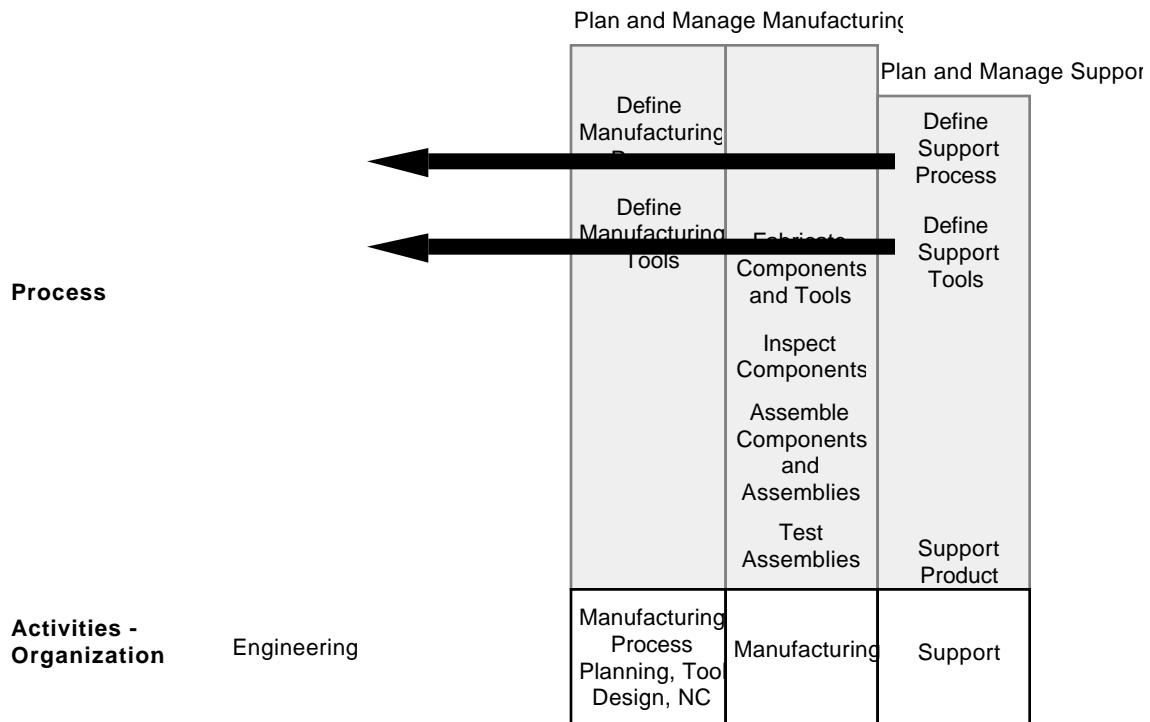 Plan and Manage Manufacturing
Plan and Manage Suppor
Define
Manufacturing
Define
Manufacturing
Tools
Fabricate
Components
and Tools
Inspect
Components
Assemble
Components
and
Assemblies
Test
Assemblies
Define
Support
Process
Define
Support
Tools
Support
Product
Process
Activities -
Organization
Engineering
Manufacturing
Process
Planning, Tool
Design, NC
Manufacturing
Support